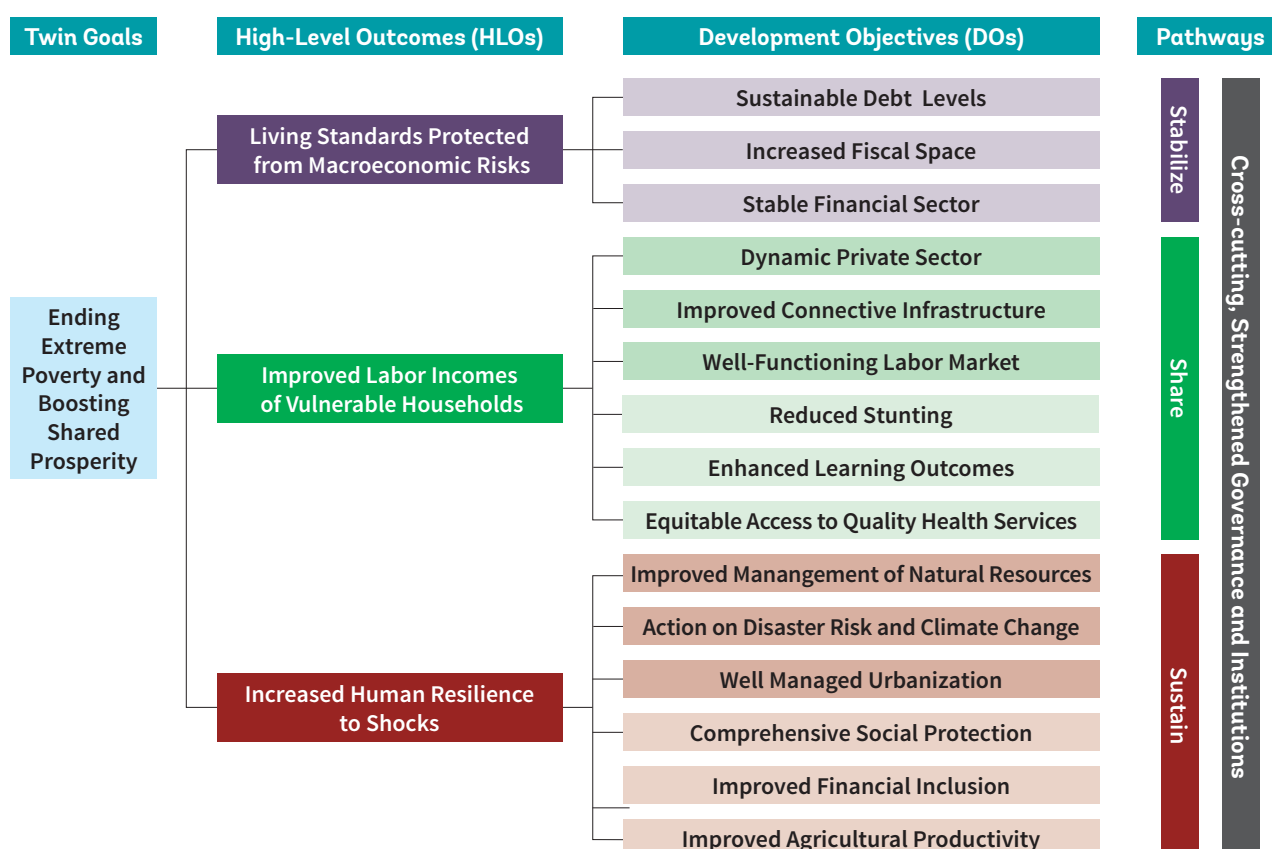 Twin Goals
High-Level Outcomes (HLOs)
Development Objectives (DOs)
Pathways
Ending
Extreme
Poverty and
Boosting
Shared
Prosperity
Living Standards Protected
from Macroeconomic Risks
Sustainable Debt Levels
Increased Fiscal Space
Stable Financial Sector
Stabilize
Improved Labor Incomes
of Vulnerable Households
Dynamic Private Sector
Improved Connective Infrastructure
Well-Functioning Labor Market
Reduced Stunting
Enhanced Learning Outcomes
Equitable Access to Quality Health Services
Share
Increased Human Resilience
to Shocks
Improved Manangement of Natural Resources
Action on Disaster Risk and Climate Change
Well Managed Urbanization
Comprehensive Social Protection
Improved Financial Inclusion
Improved Agricultural Productivity
Sustain
Cross-cutting, Strengthened Governance and Institutions